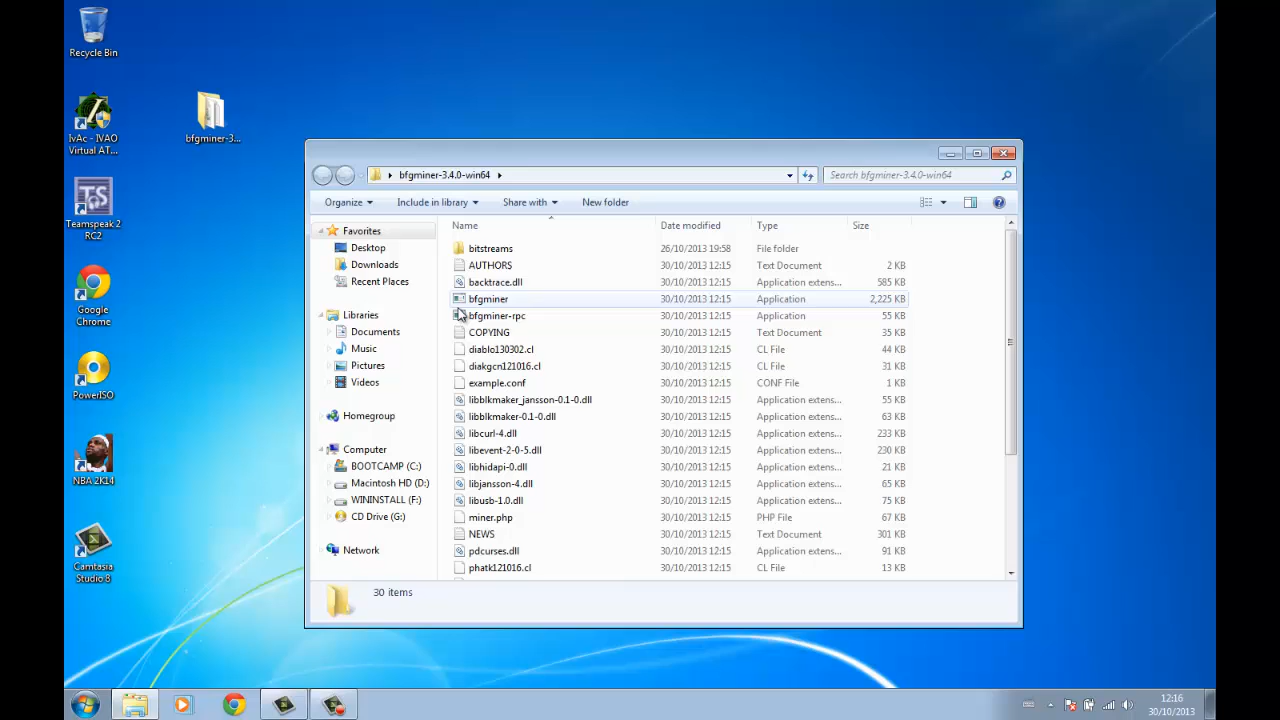 Recycle Bin
IvAc - IVAO
Virtual AT...
bfgminer-3...
Teamspeak 2
RC2
Google
Chrome
PowerISO
NBA 2K14
Camtasia
Studio 8
bfgminer-3.4.0-win64
Search bfgminer-3.4.0-win64
Organize Include in library Share with New folder
Favorites
Desktop
Downloads
Recent Places
Libraries
Documents
Music
Pictures
Videos
Homegroup
Computer
BOOTCAMP (C:)
Macintosh HD (D:)
WININSTALL (F:)
CD Drive (G:)
Network
Name Date modified Type Size
bitstreams 26/10/2013 19:58 File folder
AUTHORS 30/10/2013 12:15 Text Document 2 KB
backtrace.dll 30/10/2013 12:15 Application extens... 585 KB
bfgminer 30/10/2013 12:15 Application 2,225 KB
bfgminer-rpc 30/10/2013 12:15 Application 55 KB
COPYING 30/10/2013 12:15 Text Document 35 KB
diablo130302.cl 30/10/2013 12:15 CL File 44 KB
diakgcn121016.cl 30/10/2013 12:15 CL File 31 KB
example.conf 30/10/2013 12:15 CONF File 1 KB
libblkmaker_jansson-0.1-0.dll 30/10/2013 12:15 Application extens... 55 KB
libblkmaker-0.1-0.dll 30/10/2013 12:15 Application extens... 63 KB
libcurl-4.dll 30/10/2013 12:15 Application extens... 233 KB
libevent-2-0-5.dll 30/10/2013 12:15 Application extens... 230 KB
libhidapi-0.dll 30/10/2013 12:15 Application extens... 21 KB
libjansson-4.dll 30/10/2013 12:15 Application extens... 65 KB
libusb-1.0.dll 30/10/2013 12:15 Application extens... 75 KB
miner.php 30/10/2013 12:15 PHP File 67 KB
NEWS 30/10/2013 12:15 Text Document 301 KB
pdcurses.dll 30/10/2013 12:15 Application extens... 91 KB
phatk121016.cl 30/10/2013 12:15 CL File 13 KB
30 items
12:16
30/10/2013